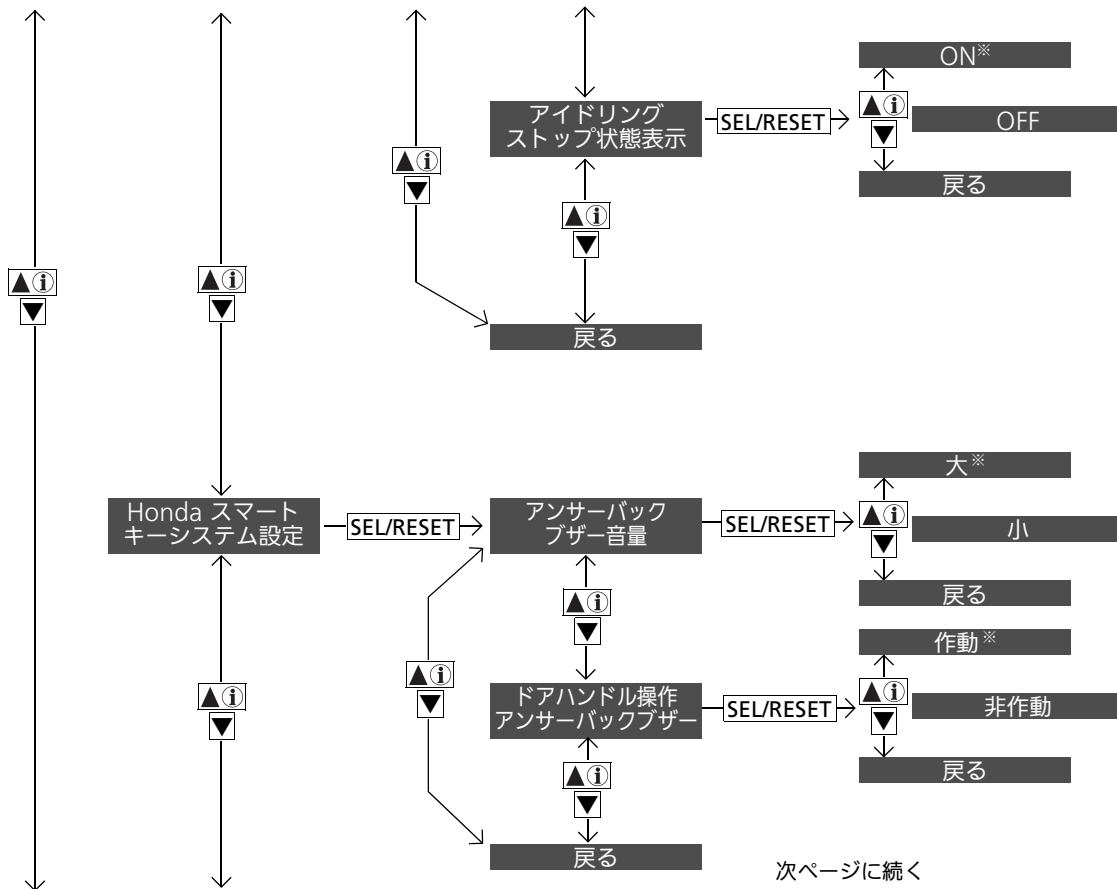 ON※
▲ⓘ
▼
OFF
戻る
アイドリング
ストップ状態表示
SEL/RESET
▲ⓘ
▼
▲ⓘ
▼
戻る
▲ⓘ
▼
▲ⓘ
▼
Honda スマート
キーシステム設定
SEL/RESET
アンサーバック
ブザー音量
SEL/RESET
大※
▲ⓘ
▼
小
戻る
▲ⓘ
▼
▲ⓘ
▼
▲ⓘ
▼
ドアハンドル操作
アンサーバックブザー
SEL/RESET
作動※
▲ⓘ
▼
非作動
戻る
▲ⓘ
▼
戻る
次ページに続く